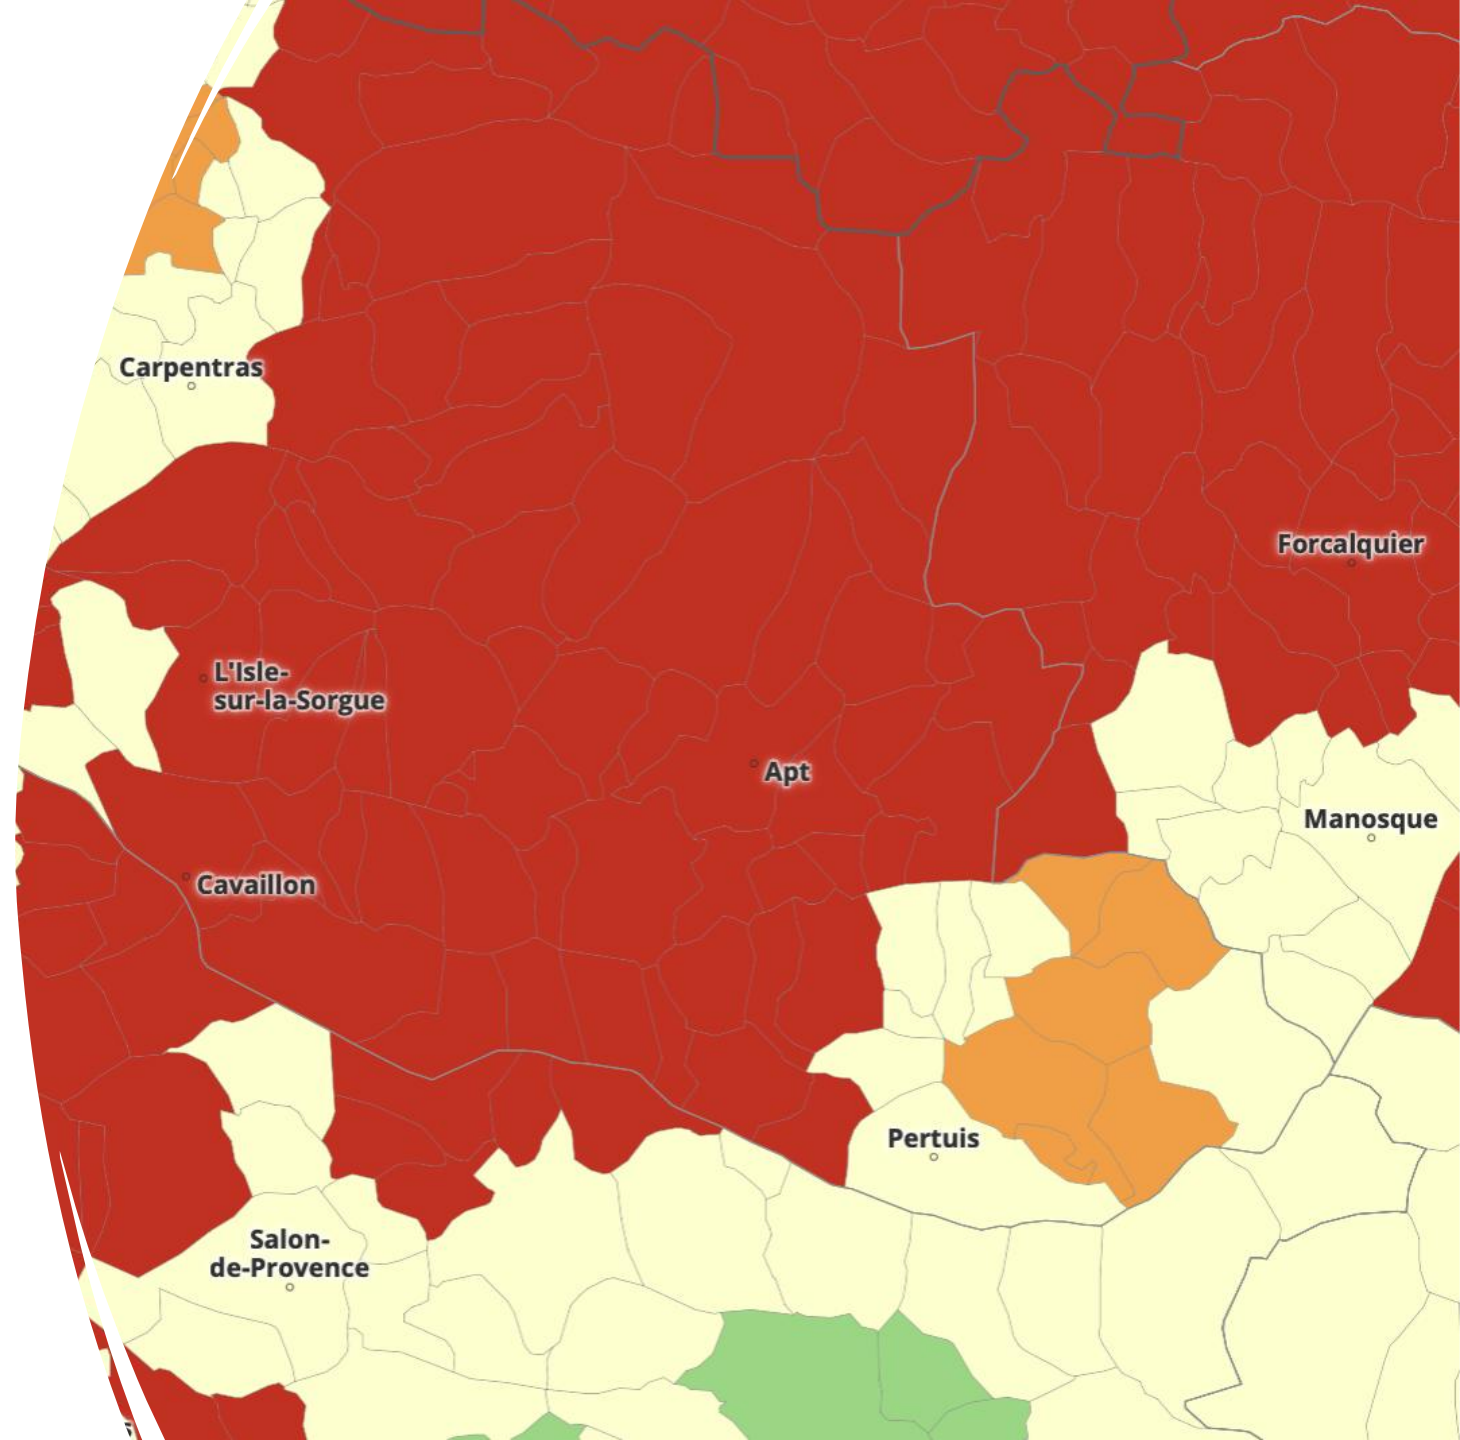 Carpentras
Forcalquier
L'Isle-
sur-la-Sorgue
Apt
Manosque
Cavaillon
Pertuis
Salon-
de-Provence